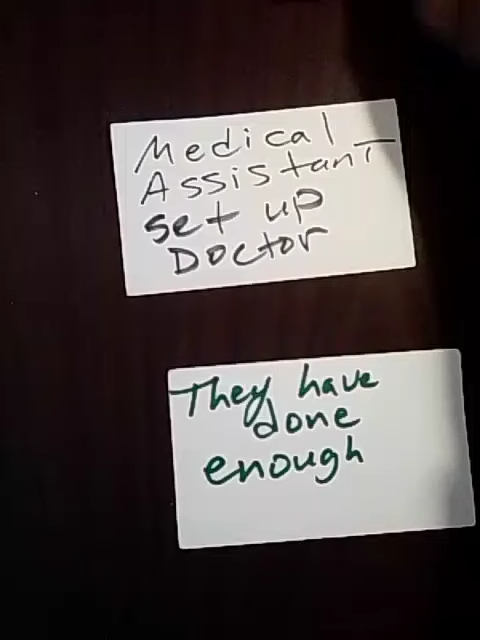 Medical
Assistant
set up
Doctor
They have
done
enough